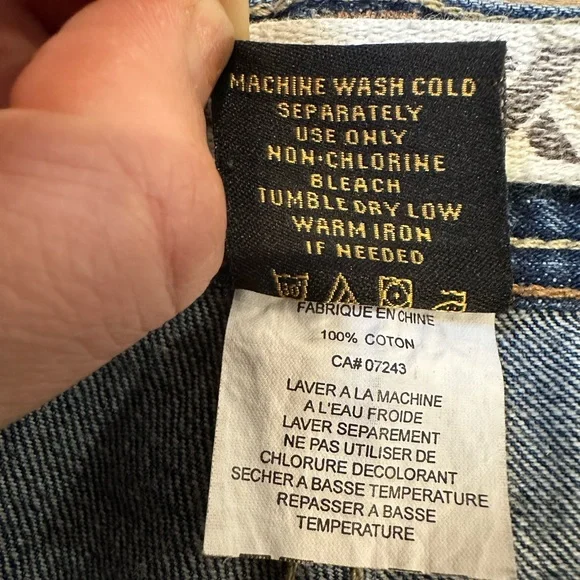 MACHINE WASH COLD
SEPARATELY
USE ONLY
NON-CHLORINE
BLEACH
TUMBLE DRY LOW
WARM IRON
IF NEEDED
FABRIQUE EN CHINE
100% COTON
CA# 07243
LAVER A LA MACHINE
A L'EAU FROIDE
LAVER SEPAREMENT
NE PAS UTILISER DE
CHLORURE DECOLORANT
SECHER A BASSE TEMPERATURE
REPASSER A BASSE
TEMPERATURE